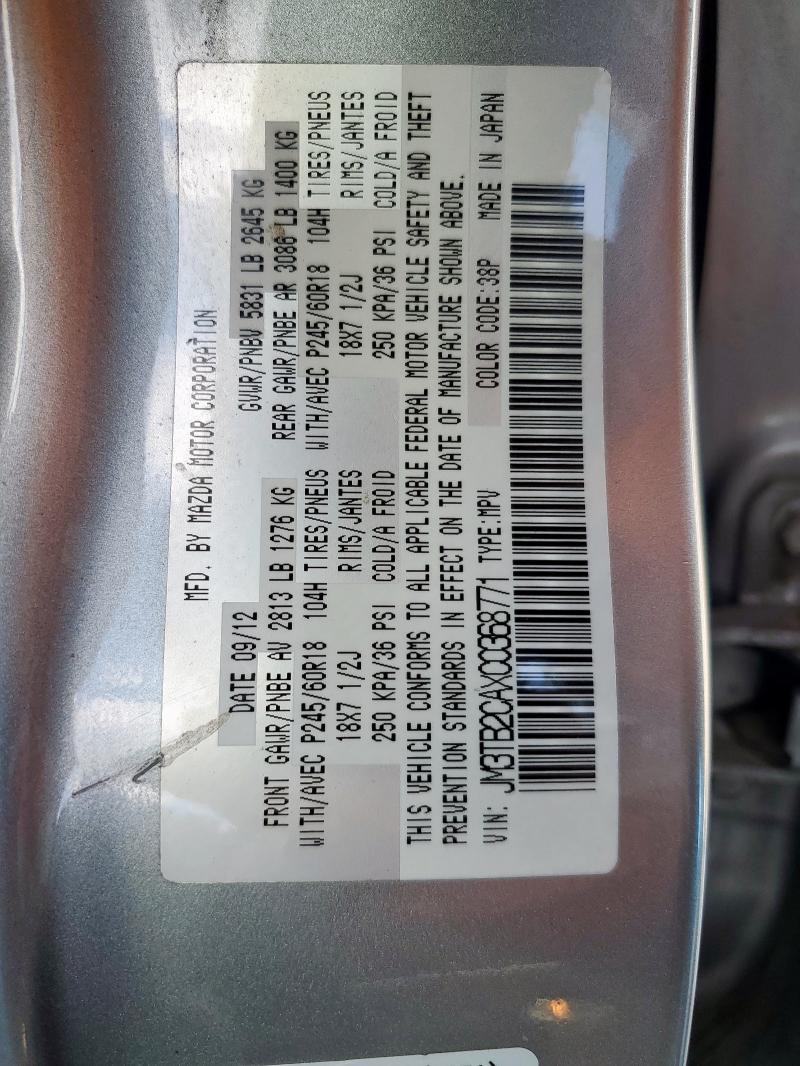 MFD. BY MAZDA MOTOR CORPORATION
DATE 09/12 GVWR/PNBV 5831 LB 2645 KG
FRONT GAWR/PNBE AV 2813 LB 1276 KG REAR GAWR/PNBE AR 3086 LB 1400 KG
WITH/AVEC P245/60R18 104H TIRES/PNEUS WITH/AVEC P245/60R18 104H TIRES/PNEUS
18X7 1/2J RIMS/JANTES 18X7 1/2J RIMS/JANTES
250 KPA/36 PSI COLD/A FROID 250 KPA/36 PSI COLD/A FROID
THIS VEHICLE CONFORMS TO ALL APPLICABLE FEDERAL MOTOR VEHICLE SAFETY AND THEFT
PREVENTION STANDARDS IN EFFECT ON THE DATE OF MANUFACTURE SHOWN ABOVE.
VIN: JM3TB2CAXC0368771 TYPE:MPV COLOR CODE:38P MADE IN JAPAN